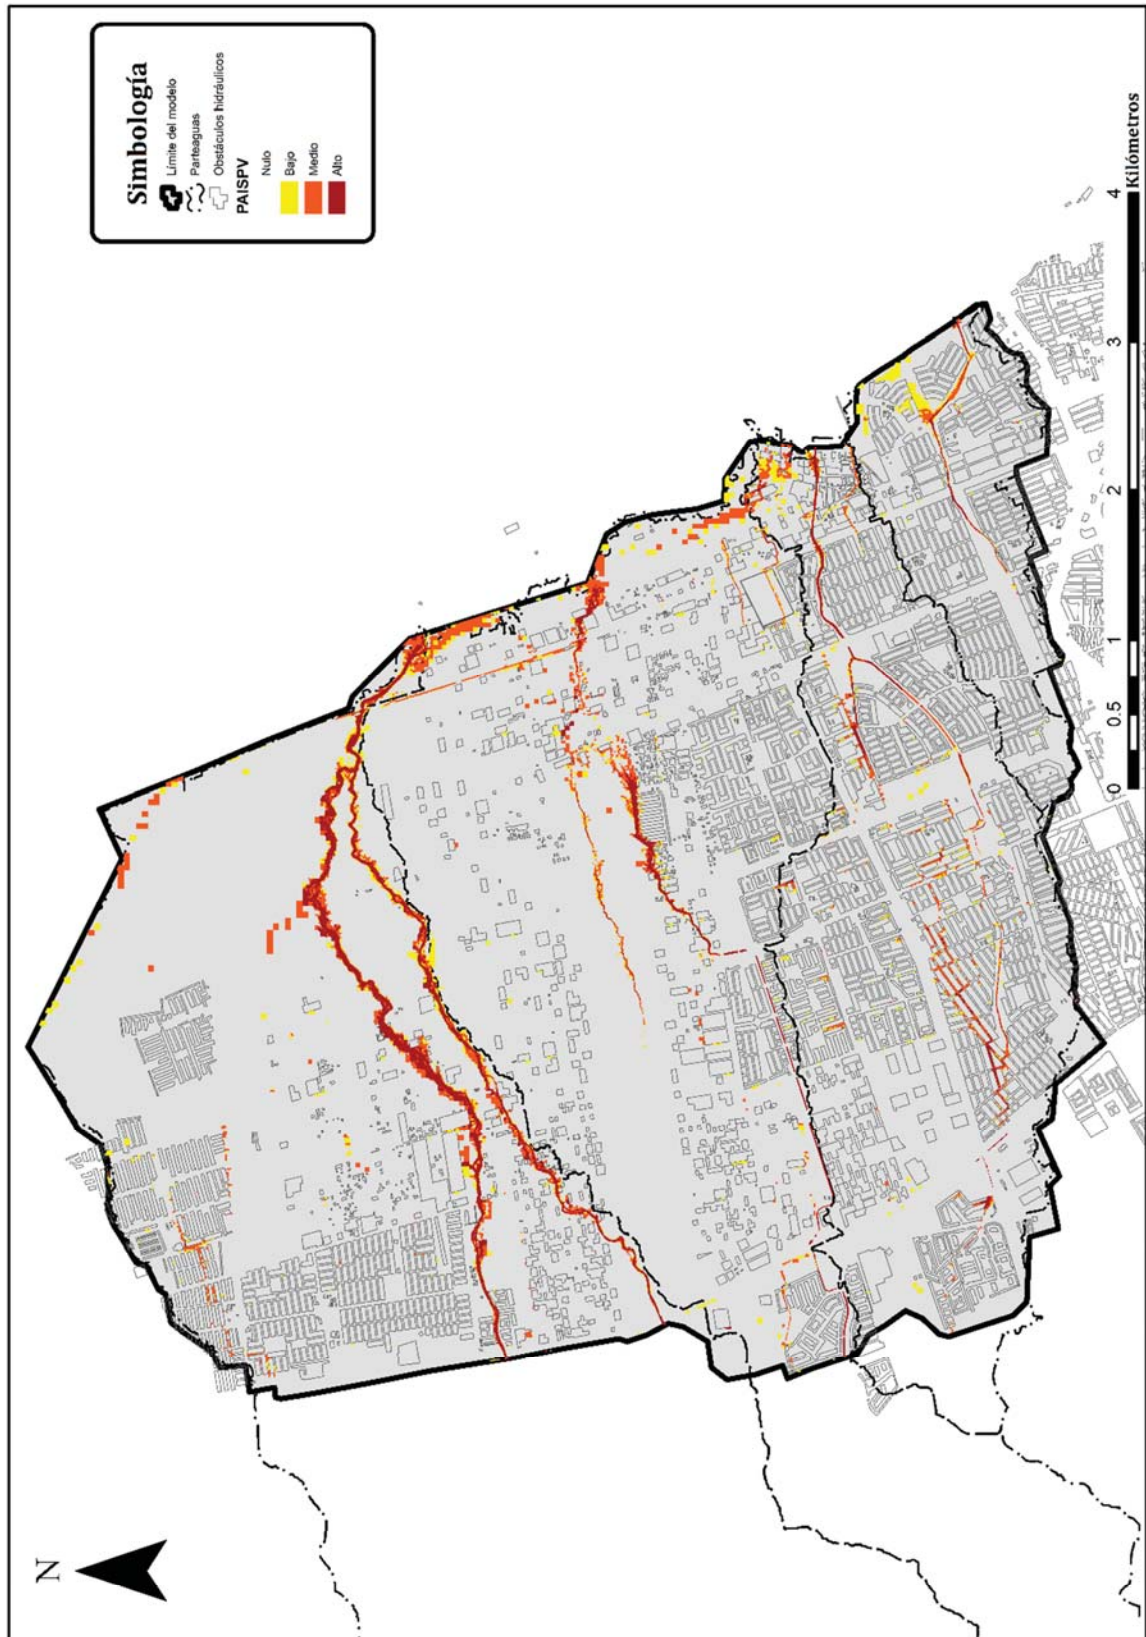 N
Simbología
Límite del modelo
Parteaguas
Obstáculos hidráulicos
PAISPV
Nulo
Bajo
Medio
Alto
0 0.5 1 2 3 4
Kilómetros